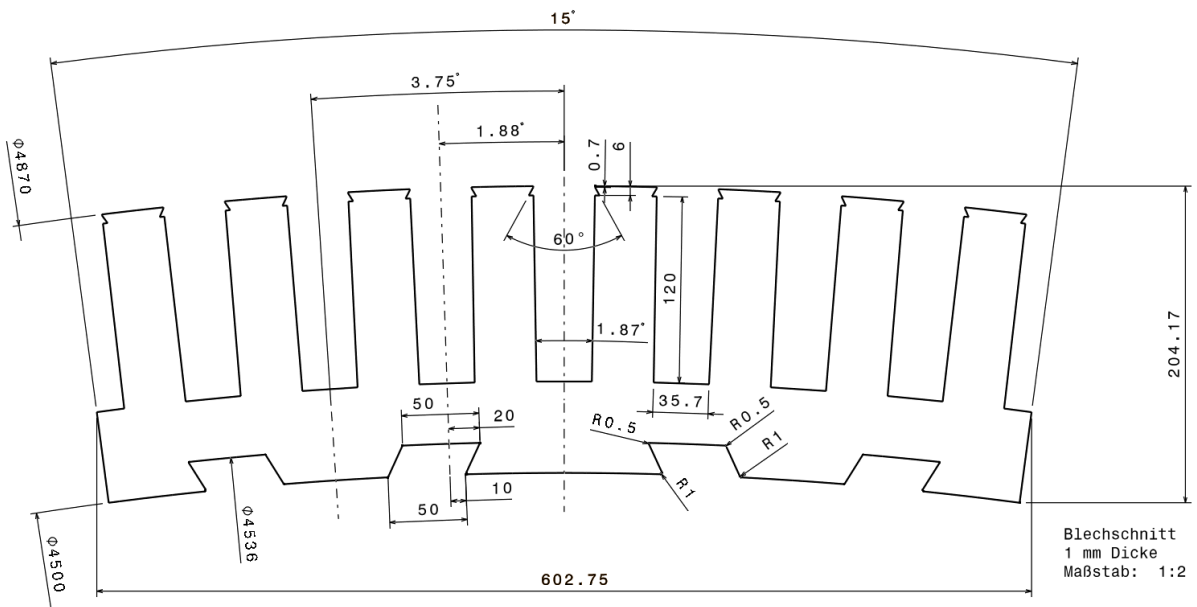 15°
3.75°
1.88°
Φ4870
0.7
6
60°
120
1.87°
204.17
35.7
50
20
R0.5
R0.5
R1
R1
10
50
Φ4536
Φ4500
602.75
Blechschnitt
1 mm Dicke
Maßstab: 1:2